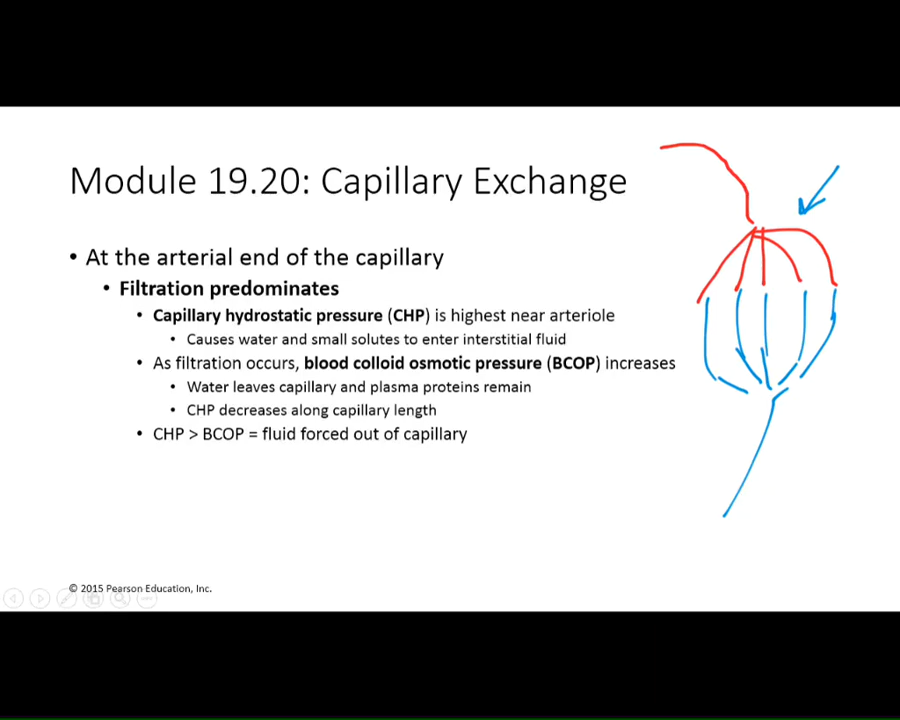 Module 19.20: Capillary Exchange
• At the arterial end of the capillary
• Filtration predominates
• Capillary hydrostatic pressure (CHP) is highest near arteriole
• Causes water and small solutes to enter interstitial fluid
• As filtration occurs, blood colloid osmotic pressure (BCOP) increases
• Water leaves capillary and plasma proteins remain
• CHP decreases along capillary length
• CHP > BCOP = fluid forced out of capillary
© 2015 Pearson Education, Inc.